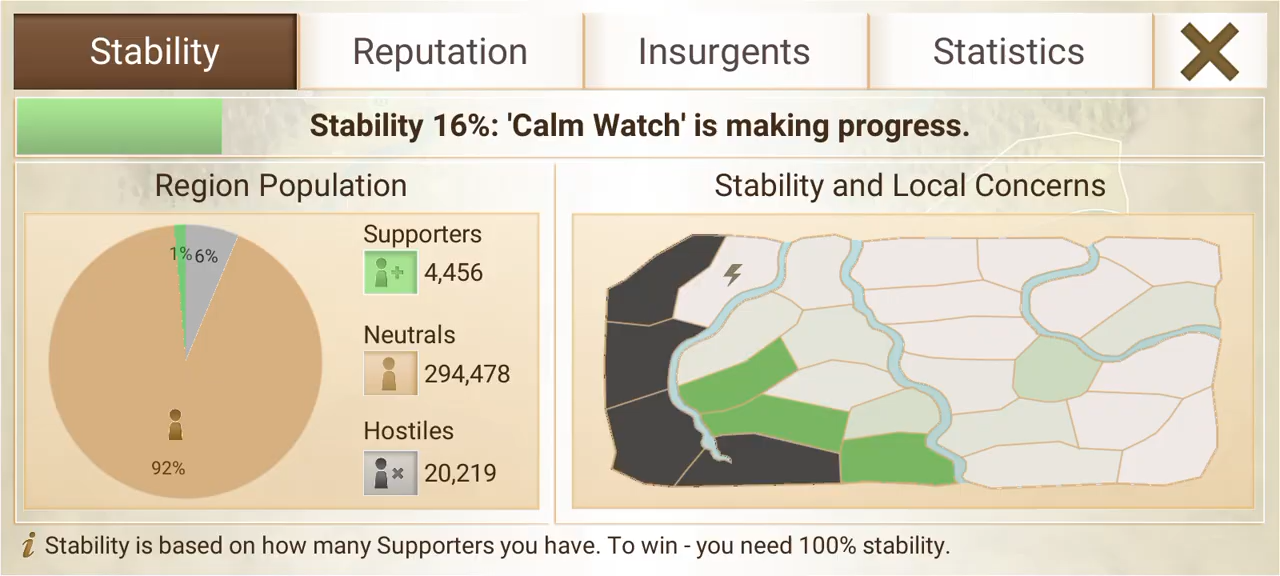 Stability
Reputation
Insurgents
Statistics
Stability 16%: 'Calm Watch' is making progress.
Region Population
1%
6%
92%
Supporters
4,456
Neutrals
294,478
Hostiles
20,219
Stability and Local Concerns
i Stability is based on how many Supporters you have. To win - you need 100% stability.